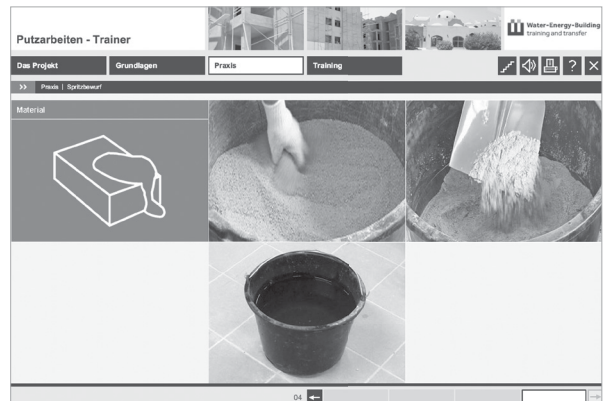 Putzarbeiten - Trainer
Water-Energy-Building
training and transfer
Das Projekt
Grundlagen
Praxis
Training
?
>> Praxis | Spritzbewurf
Material
04